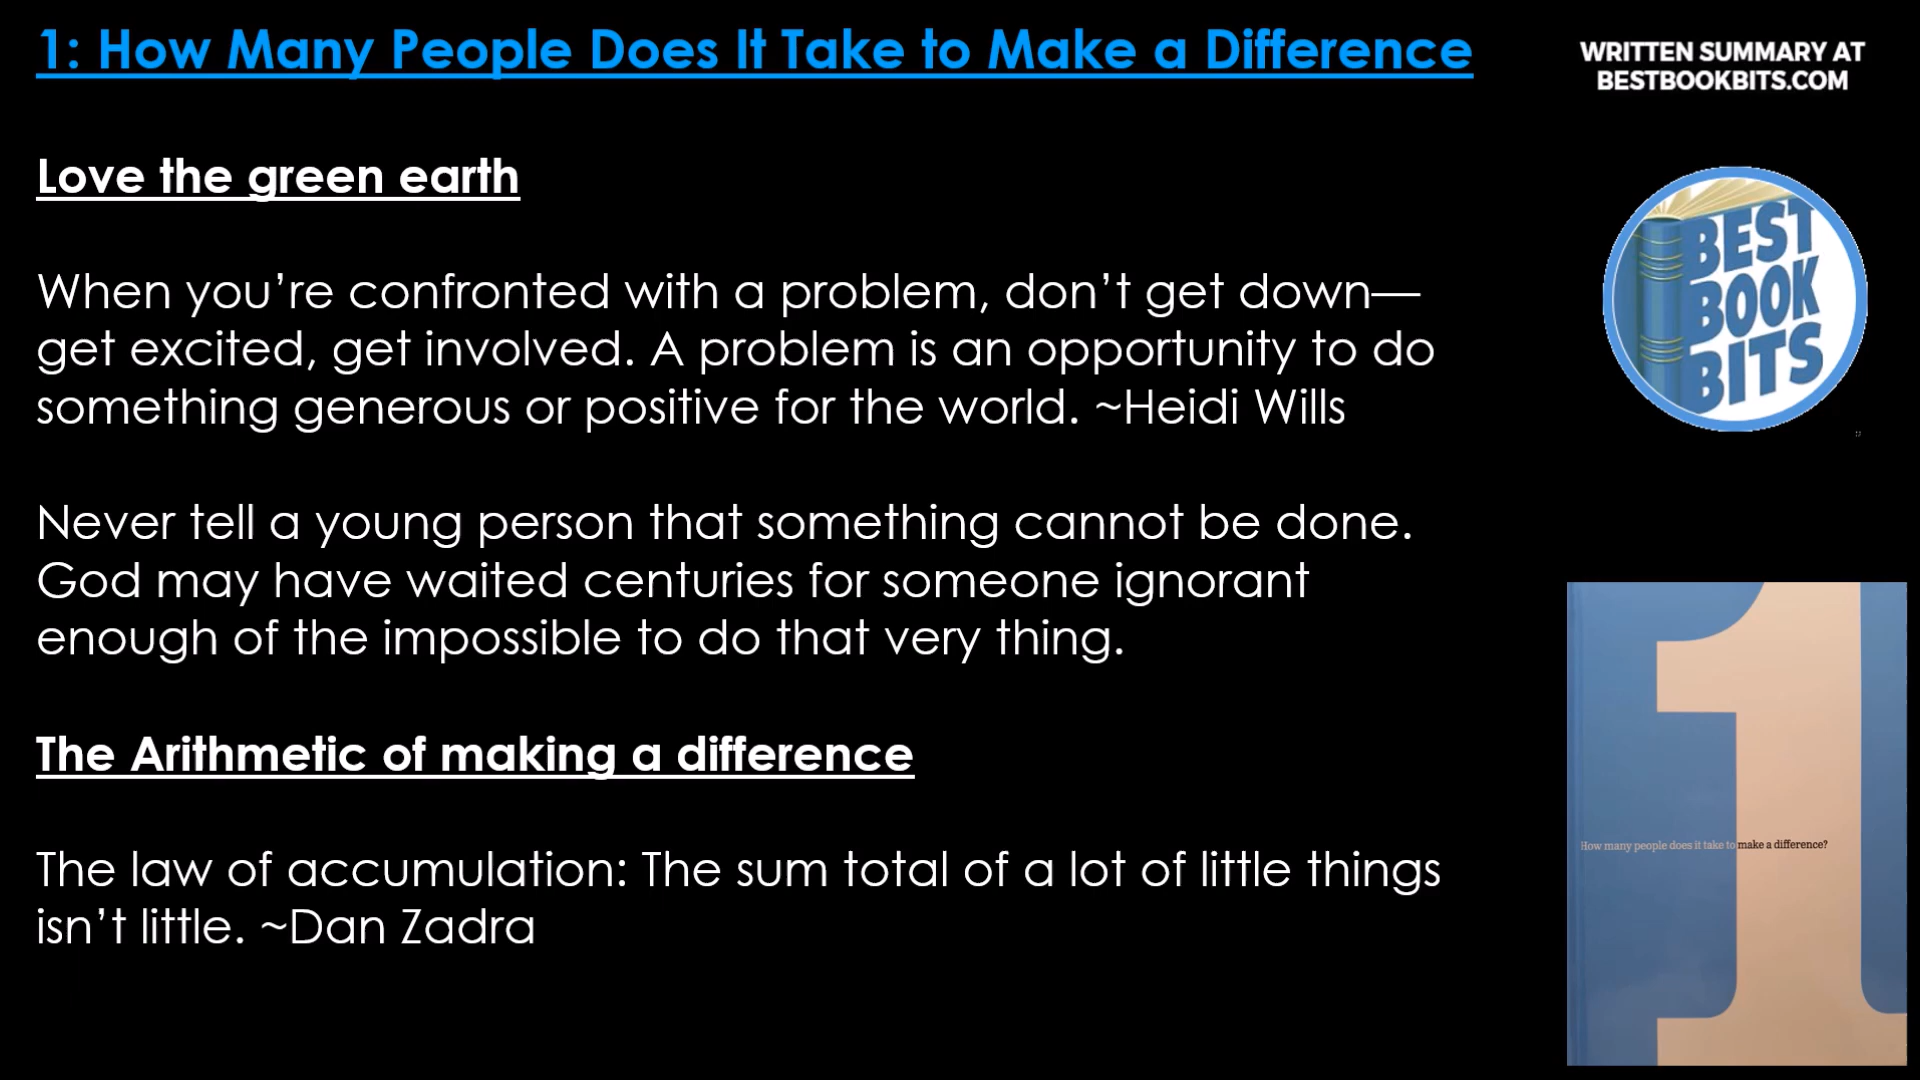 1: How Many People Does It Take to Make a Difference
WRITTEN SUMMARY AT
BESTBOOKBITS.COM
Love the green earth
When you’re confronted with a problem, don’t get down—
get excited, get involved. A problem is an opportunity to do
something generous or positive for the world. ~Heidi Wills
Never tell a young person that something cannot be done.
God may have waited centuries for someone ignorant
enough of the impossible to do that very thing.
The Arithmetic of making a difference
The law of accumulation: The sum total of a lot of little things
isn’t little. ~Dan Zadra
BEST
BOOK
BITS
1
How many people does it take to make a difference?